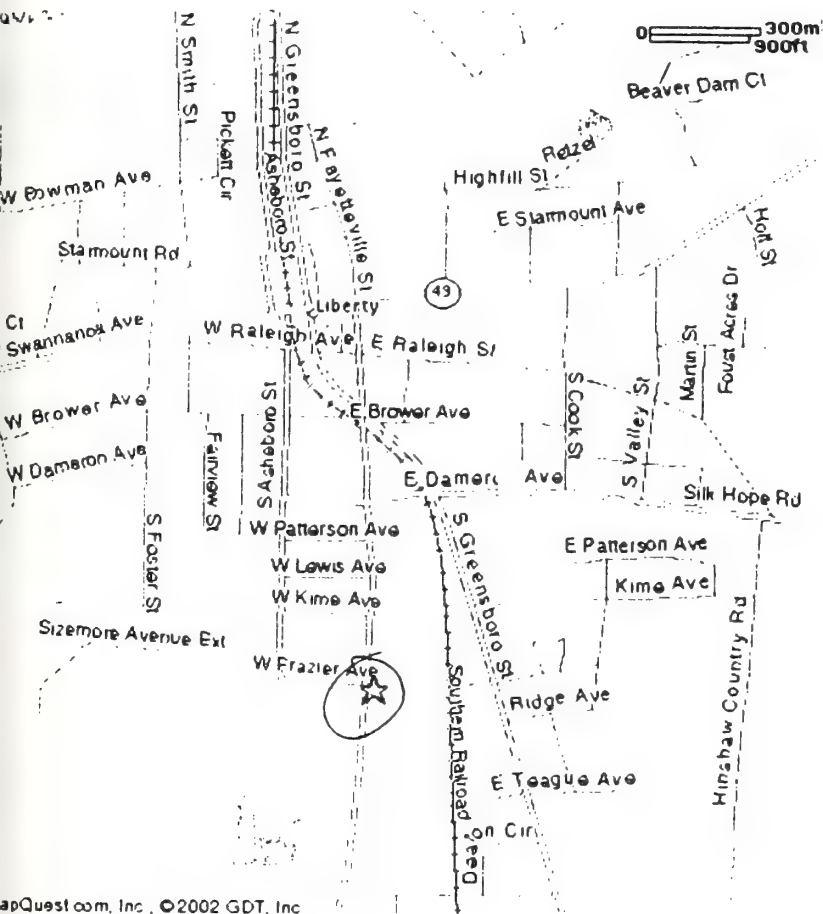 0 300m
900ft
N Smith St
N Greensboro St
Beaver Dam Ct
Pickett Cir
N Fayetteville St
Retzel
Highfill St
W Bowman Ave
Asheboro St
E Starmount Ave
Holt St
Starmount Rd
49
Liberty
Ct
Swannanoa Ave
W Raleigh Ave
E Raleigh St
Martin St
Foust Acres Dr
W Brower Ave
E Brower Ave
S Cook St
S Valley St
W Dameron Ave
Fairview St
S Asheboro St
E Damerc Ave
Silk Hope Rd
S Foster St
W Patterson Ave
S Greensboro St
E Patterson Ave
W Lewis Ave
Kime Ave
W Kime Ave
Sizemore Avenue Ext
W Frazier Ave
Southern Railroad
Ridge Ave
Hinshaw Country Rd
E Teague Ave
on Cir
Deer
apQuest com, Inc , ©2002 GDT, Inc